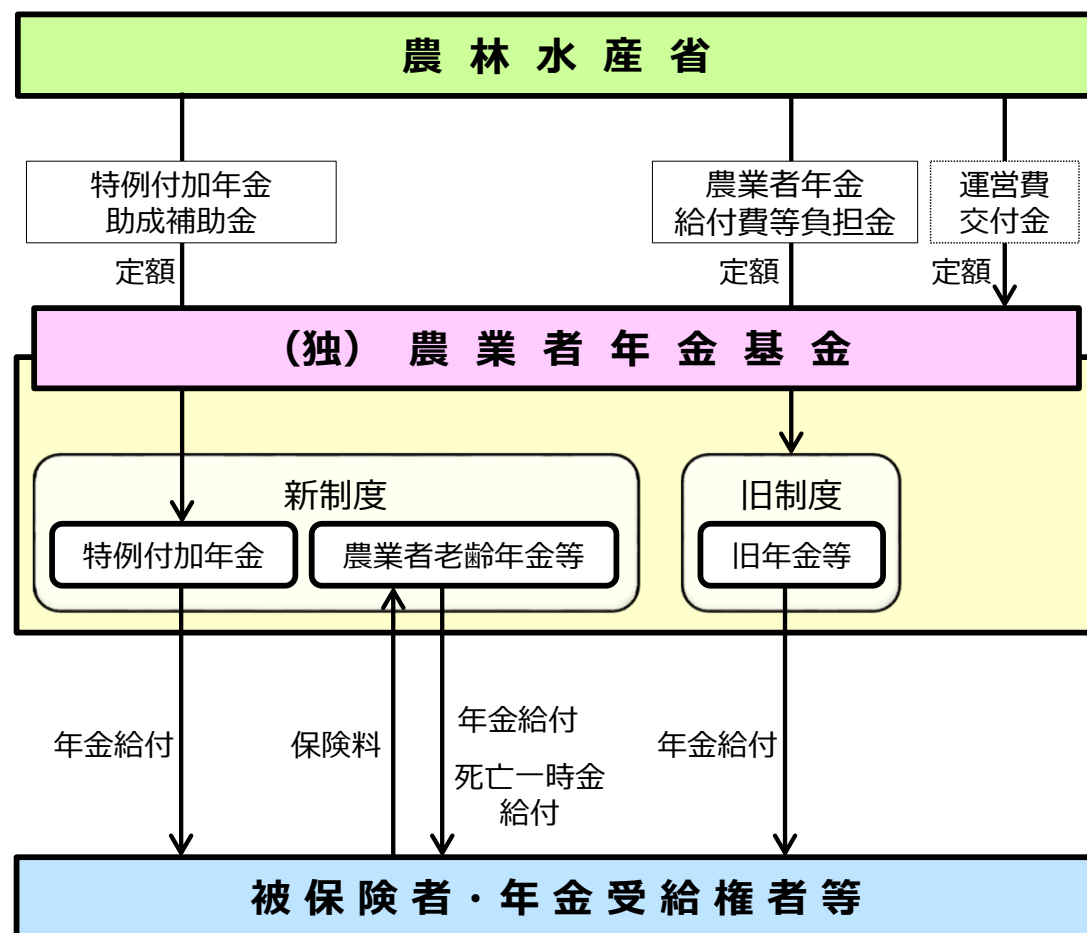 農林水産省
特例付加年金
助成補助金
農業者年金
給付費等負担金
運営費
交付金
定額
定額
定額
(独)農業者年金基金
新制度
旧制度
特例付加年金
農業者老齢年金等
旧年金等
年金給付
保険料
年金給付
死亡一時金
給付
年金給付
被保険者・年金受給権者等